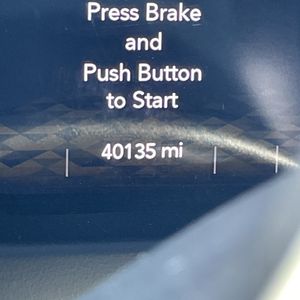 Press Brake
and
Push Button
to Start
40135 mi